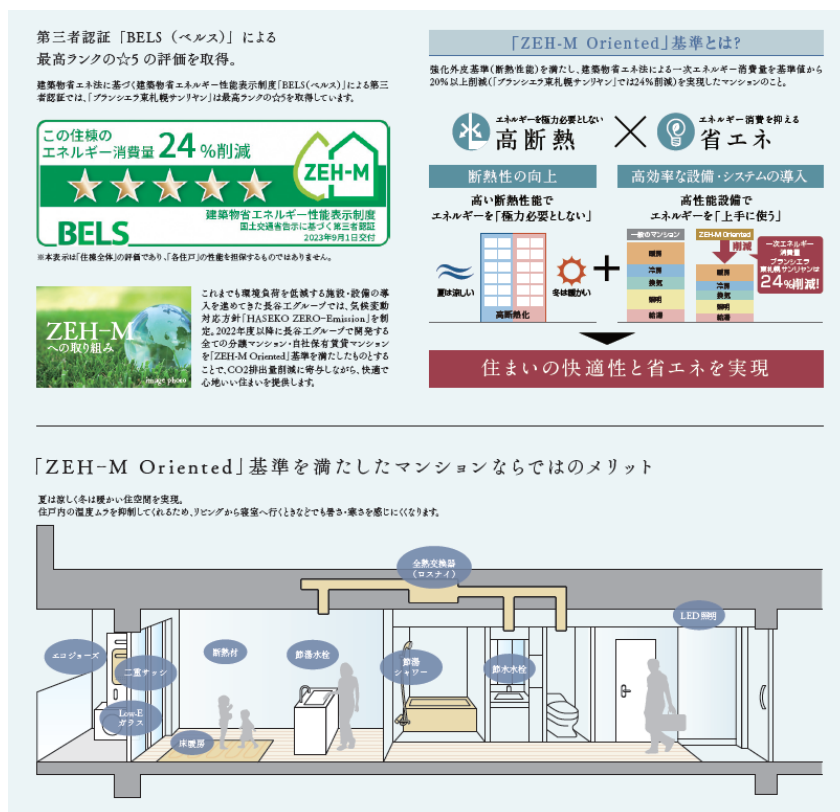 第三者認証「BELS（ベルス）」による
最高ランクの☆5の評価を取得。
建築物省エネ法に基づく建築物省エネルギー性能表示制度「BELS(ベルス)」による第三
者認証では、「ブランシエラ東札幌サンリヤン」は最高ランクの☆5を取得しています。
この住棟の
エネルギー消費量 24 %削減
ZEH-M
BELS
建築物省エネルギー性能表示制度
国土交通省告示に基づく第三者認証
2023年9月1日交付
※本表示は「住棟全体」の評価であり、「各住戸」の性能を担保するものではありません。
ZEH-M
への取り組み
image photo
これまでも環境負荷を低減する施設・設備の導
入を進めてきた長谷工グループでは、気候変動
対応方針「HASEKO ZERO-Emission」を制
定。2022年度以降に長谷工グループで開発する
全ての分譲マンション・自社保有賃貸マンション
を「ZEH-M Oriented」基準を満たしたものとする
ことで、CO2排出量削減に寄与しながら、快適で
心地いい住まいを提供します。
「ZEH-M Oriented」基準とは?
強化外皮基準(断熱性能)を満たし、建築物省エネ法による一次エネルギー消費量を基準値から
20%以上削減(「ブランシエラ東札幌サンリヤン」では24%削減)を実現したマンションのこと。
エネルギーを極力必要としない
高断熱
×
エネルギー消費を抑える
省エネ
断熱性の向上
高い断熱性能で
エネルギーを「極力必要としない」
夏は涼しい
高断熱化
冬は暖かい
+
高効率な設備・システムの導入
高性能設備で
エネルギーを「上手に使う」
一般のマンション
暖房
冷房
換気
照明
給湯
ZEH-M Oriented
削減
暖房
冷房
換気
照明
給湯
一次エネルギー
消費量
ブランシエラ
東札幌サンリヤンは
24%削減!
住まいの快適性と省エネを実現
「ZEH-M Oriented」基準を満たしたマンションならではのメリット
夏は涼しく冬は暖かい住空間を実現。
住戸内の温度ムラを抑制してくれるため、リビングから寝室へ行くときなどでも暑さ・寒さを感じにくくなります。
全熱交換器
(ロスナイ)
LED照明
エコジョーズ
二重サッシ
断熱付
節湯水栓
節湯
シャワー
節水水栓
Low-E
ガラス
床暖房